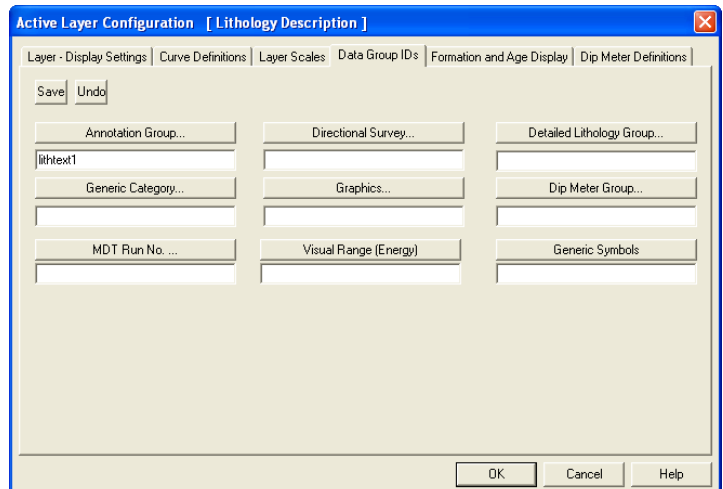 Active Layer Configuration [ Lithology Description ]
Layer - Display Settings Curve Definitions Layer Scales Data Group IDs Formation and Age Display Dip Meter Definitions
Save Undo
Annotation Group... Directional Survey... Detailed Lithology Group...
lithtext1
Generic Category... Graphics... Dip Meter Group...
MDT Run No. ... Visual Range (Energy) Generic Symbols
OK Cancel Help